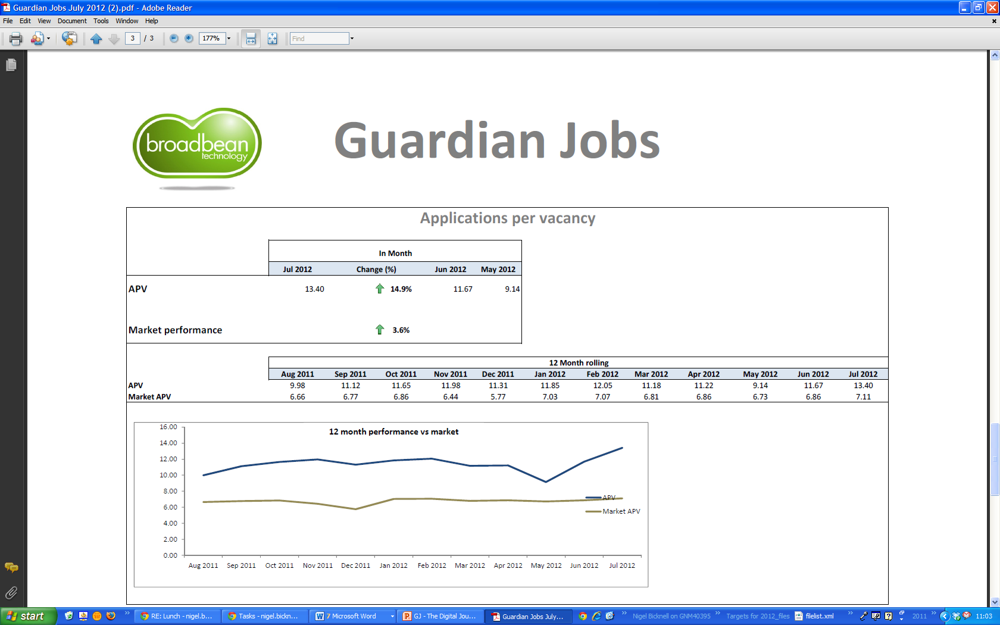 Guardian Jobs July 2012 (2).pdf - Adobe Reader
File Edit View Document Tools Window Help
3 / 3 177% Find
broadbean
technology
Guardian Jobs
Applications per vacancy
In Month
Jul 2012 Change (%) Jun 2012 May 2012
APV 13.40 14.9% 11.67 9.14
Market performance 3.6%
12 Month rolling
Aug 2011 Sep 2011 Oct 2011 Nov 2011 Dec 2011 Jan 2012 Feb 2012 Mar 2012 Apr 2012 May 2012 Jun 2012 Jul 2012
APV 9.98 11.12 11.65 11.98 11.31 11.85 12.05 11.18 11.22 9.14 11.67 13.40
Market APV 6.66 6.77 6.86 6.44 5.77 7.03 7.07 6.81 6.86 6.73 6.86 7.11
12 month performance vs market
16.00
14.00
12.00
10.00
8.00
6.00
4.00
2.00
0.00
APV
Market APV
Aug 2011 Sep 2011 Oct 2011 Nov 2011 Dec 2011 Jan 2012 Feb 2012 Mar 2012 Apr 2012 May 2012 Jun 2012 Jul 2012
start RE: Lunch - nigel.b... Tasks - nigel.bickn... 7 Microsoft Word GJ - The Digital Jou... Guardian Jobs July... Nigel Bicknell on GNM40395 Targets for 2012_files filelist.xml 2011 11:03